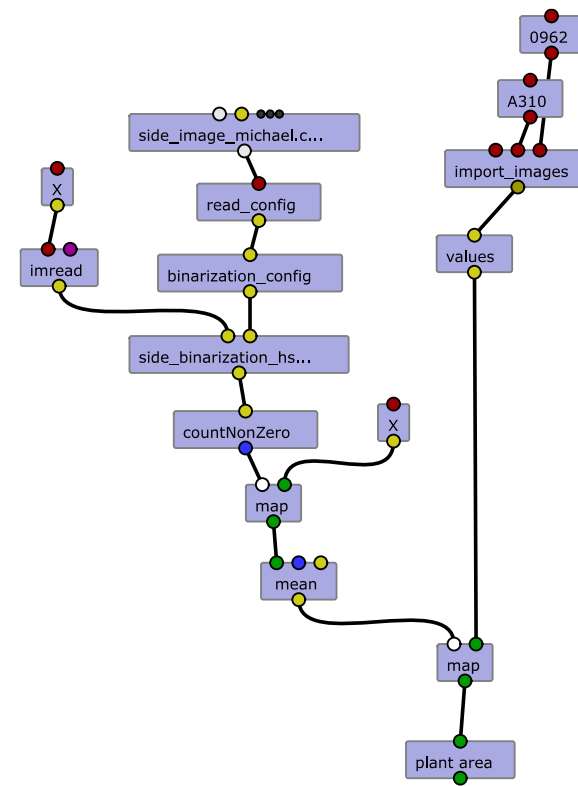 0962
A310
side_image_michael.c...
import_images
X
read_config
values
imread
binarization_config
side_binarization_hs...
countNonZero
X
map
mean
map
plant area